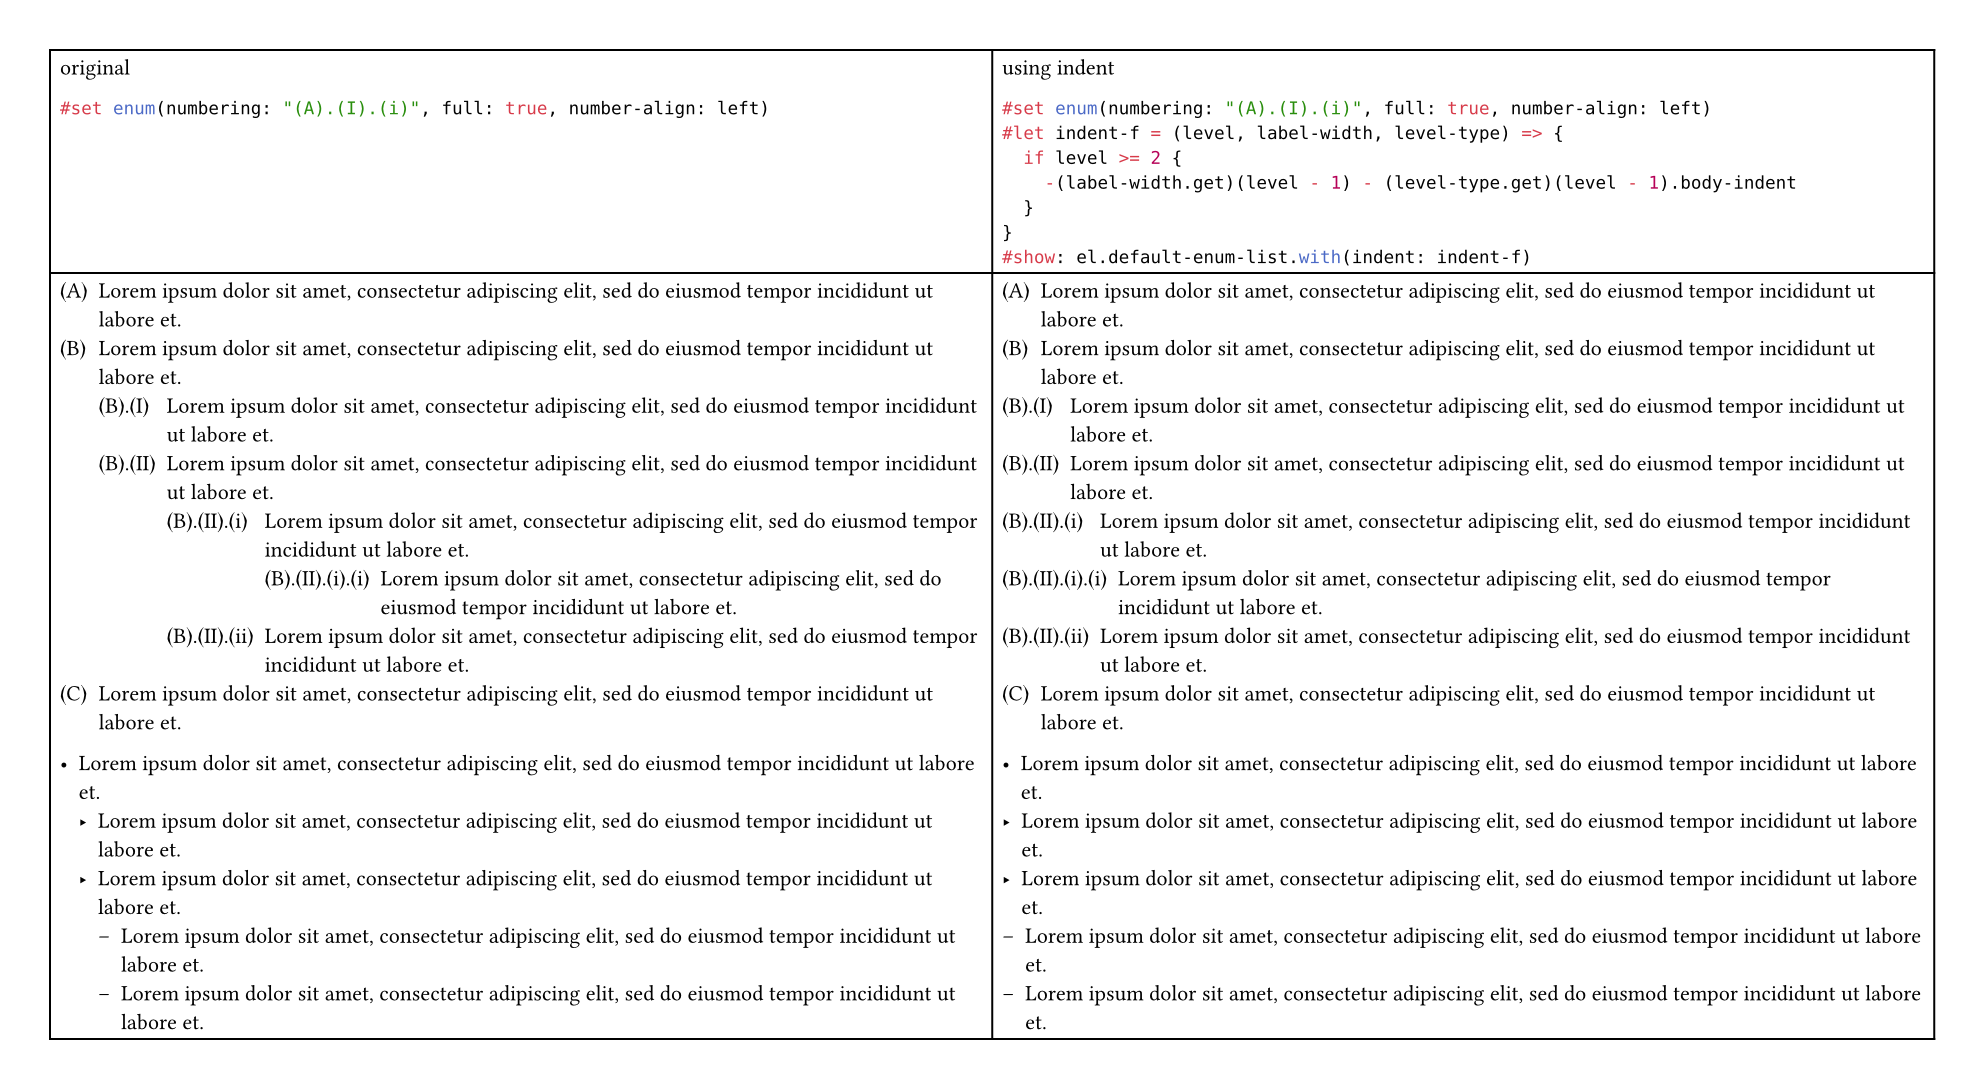 original
#set enum(numbering: "(A).(I).(i)", full: true, number-align: left)
using indent
#set enum(numbering: "(A).(I).(i)", full: true, number-align: left)
#let indent-f = (level, label-width, level-type) => {
  if level >= 2 {
    -(label-width.get)(level - 1) - (level-type.get)(level - 1).body-indent
  }
}
#show: el.default-enum-list.with(indent: indent-f)
(A) Lorem ipsum dolor sit amet, consectetur adipiscing elit, sed do eiusmod tempor incididunt ut
labore et.
(B) Lorem ipsum dolor sit amet, consectetur adipiscing elit, sed do eiusmod tempor incididunt ut
labore et.
(B).(I) Lorem ipsum dolor sit amet, consectetur adipiscing elit, sed do eiusmod tempor incididunt
ut labore et.
(B).(II) Lorem ipsum dolor sit amet, consectetur adipiscing elit, sed do eiusmod tempor incididunt
ut labore et.
(B).(II).(i) Lorem ipsum dolor sit amet, consectetur adipiscing elit, sed do eiusmod tempor
incididunt ut labore et.
(B).(II).(i).(i) Lorem ipsum dolor sit amet, consectetur adipiscing elit, sed do
eiusmod tempor incididunt ut labore et.
(B).(II).(ii) Lorem ipsum dolor sit amet, consectetur adipiscing elit, sed do eiusmod tempor
incididunt ut labore et.
(C) Lorem ipsum dolor sit amet, consectetur adipiscing elit, sed do eiusmod tempor incididunt ut
labore et.
• Lorem ipsum dolor sit amet, consectetur adipiscing elit, sed do eiusmod tempor incididunt ut labore
et.
‣ Lorem ipsum dolor sit amet, consectetur adipiscing elit, sed do eiusmod tempor incididunt ut
labore et.
‣ Lorem ipsum dolor sit amet, consectetur adipiscing elit, sed do eiusmod tempor incididunt ut
labore et.
– Lorem ipsum dolor sit amet, consectetur adipiscing elit, sed do eiusmod tempor incididunt ut
labore et.
– Lorem ipsum dolor sit amet, consectetur adipiscing elit, sed do eiusmod tempor incididunt ut
labore et.
(A) Lorem ipsum dolor sit amet, consectetur adipiscing elit, sed do eiusmod tempor incididunt ut
labore et.
(B) Lorem ipsum dolor sit amet, consectetur adipiscing elit, sed do eiusmod tempor incididunt ut
labore et.
(B).(I) Lorem ipsum dolor sit amet, consectetur adipiscing elit, sed do eiusmod tempor incididunt ut
labore et.
(B).(II) Lorem ipsum dolor sit amet, consectetur adipiscing elit, sed do eiusmod tempor incididunt ut
labore et.
(B).(II).(i) Lorem ipsum dolor sit amet, consectetur adipiscing elit, sed do eiusmod tempor incididunt
ut labore et.
(B).(II).(i).(i) Lorem ipsum dolor sit amet, consectetur adipiscing elit, sed do eiusmod tempor
incididunt ut labore et.
(B).(II).(ii) Lorem ipsum dolor sit amet, consectetur adipiscing elit, sed do eiusmod tempor incididunt
ut labore et.
(C) Lorem ipsum dolor sit amet, consectetur adipiscing elit, sed do eiusmod tempor incididunt ut
labore et.
• Lorem ipsum dolor sit amet, consectetur adipiscing elit, sed do eiusmod tempor incididunt ut labore
et.
‣ Lorem ipsum dolor sit amet, consectetur adipiscing elit, sed do eiusmod tempor incididunt ut labore
et.
‣ Lorem ipsum dolor sit amet, consectetur adipiscing elit, sed do eiusmod tempor incididunt ut labore
et.
– Lorem ipsum dolor sit amet, consectetur adipiscing elit, sed do eiusmod tempor incididunt ut labore
et.
– Lorem ipsum dolor sit amet, consectetur adipiscing elit, sed do eiusmod tempor incididunt ut labore
et.